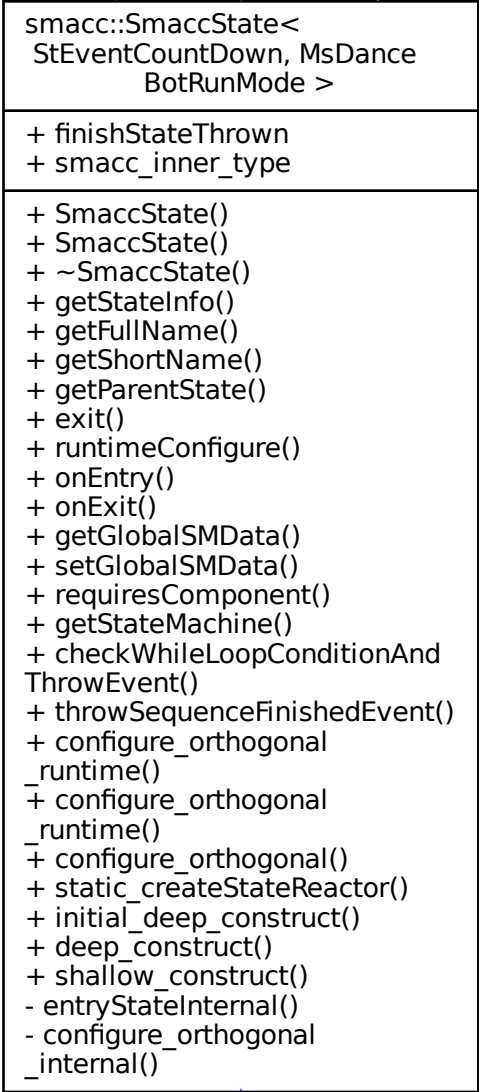 smacc::SmaccState<
StEventCountDown, MsDance
BotRunMode >
+ finishStateThrown
+ smacc_inner_type
+ SmaccState()
+ SmaccState()
+ ~SmaccState()
+ getStateInfo()
+ getFullName()
+ getShortName()
+ getParentState()
+ exit()
+ runtimeConfigure()
+ onEntry()
+ onExit()
+ getGlobalSMData()
+ setGlobalSMData()
+ requiresComponent()
+ getStateMachine()
+ checkWhileLoopConditionAnd
ThrowEvent()
+ throwSequenceFinishedEvent()
+ configure_orthogonal
_runtime()
+ configure_orthogonal
_runtime()
+ configure_orthogonal()
+ static_createStateReactor()
+ initial_deep_construct()
+ deep_construct()
+ shallow_construct()
- entryStateInternal()
- configure_orthogonal
_internal()